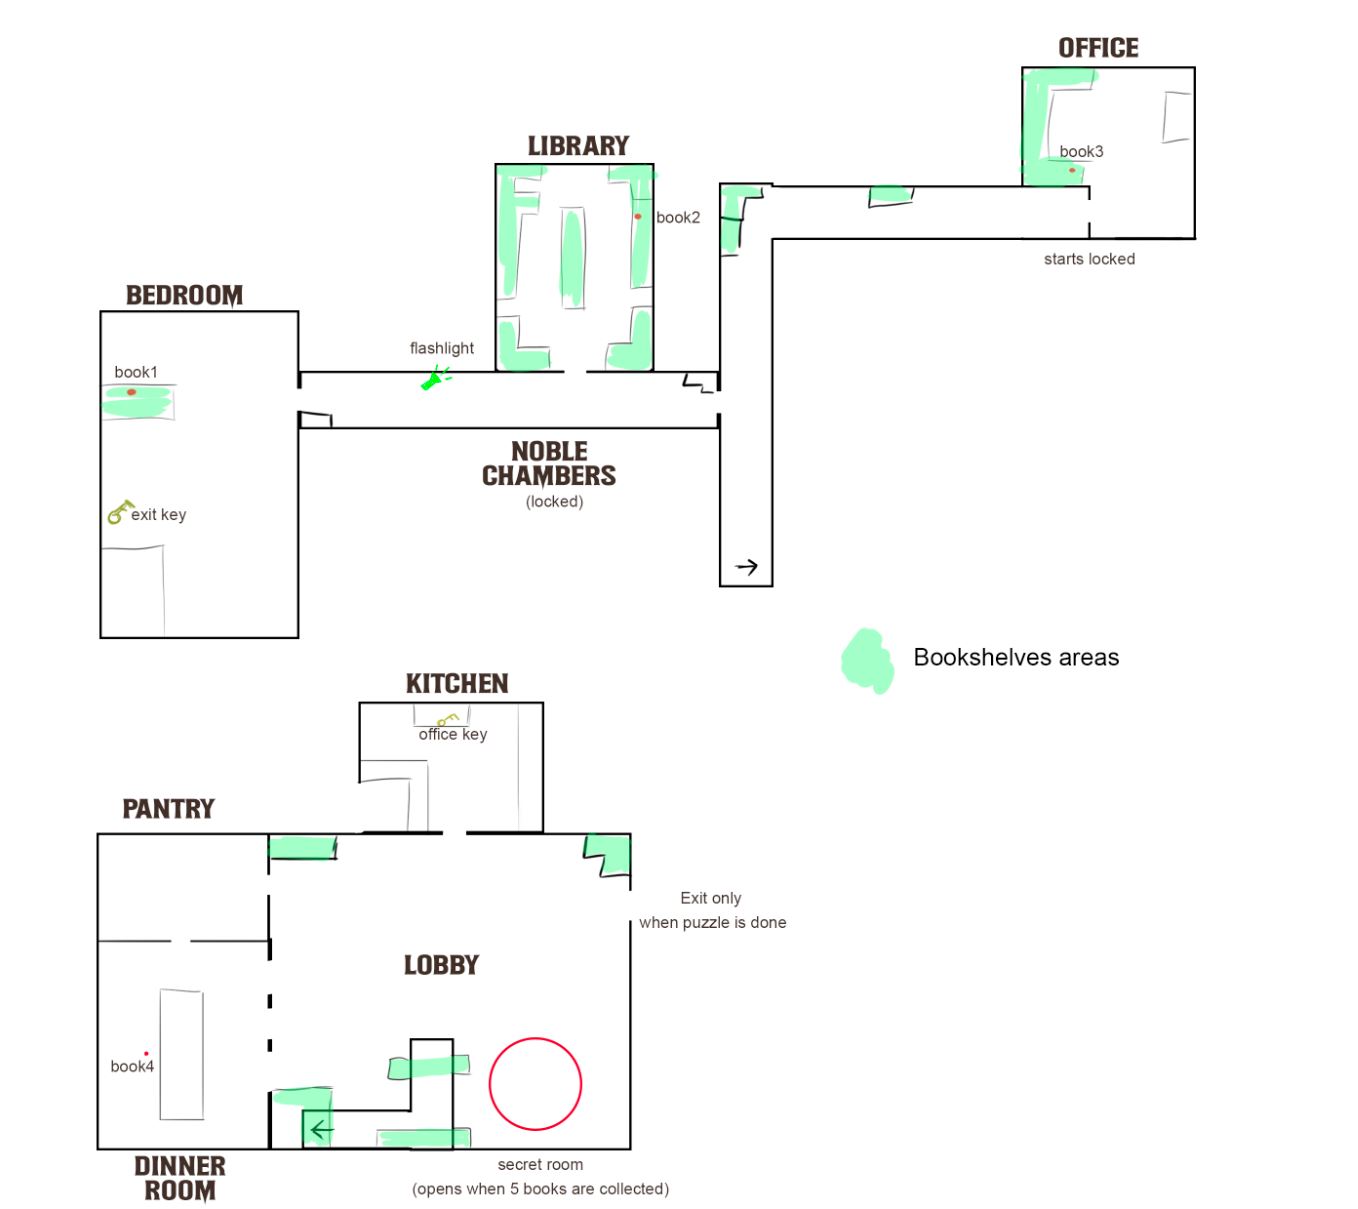 OFFICE
book3
starts locked
LIBRARY
book2
BEDROOM
book1
exit key
flashlight
NOBLE
CHAMBERS
(locked)
Bookshelves areas
KITCHEN
office key
PANTRY
LOBBY
Exit only
when puzzle is done
book4
DINNER
ROOM
secret room
(opens when 5 books are collected)